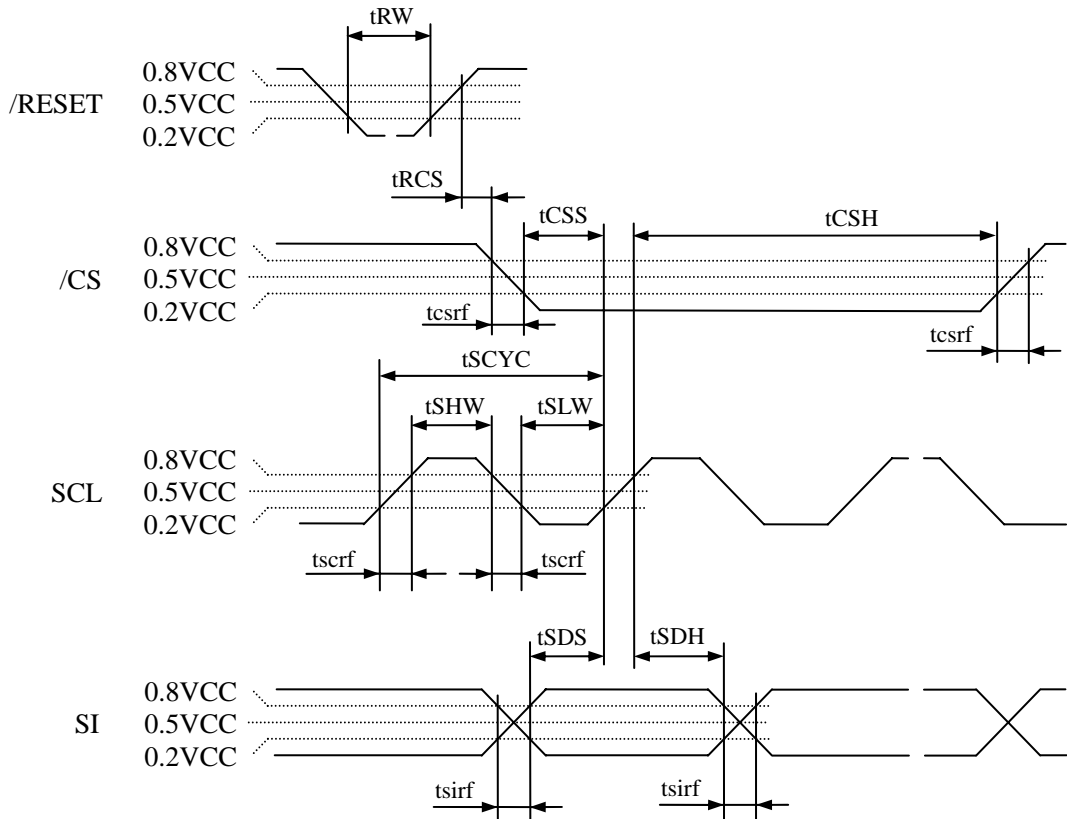 tRW
0.8VCC
/RESET
0.5VCC
0.2VCC
tRCS
tCSS
tCSH
0.8VCC
/CS
0.5VCC
0.2VCC
tcsrf
tcsrf
tSCYC
tSHW
tSLW
0.8VCC
SCL
0.5VCC
0.2VCC
tscrf
tscrf
tSDS
tSDH
0.8VCC
SI
0.5VCC
0.2VCC
tsirf
tsirf